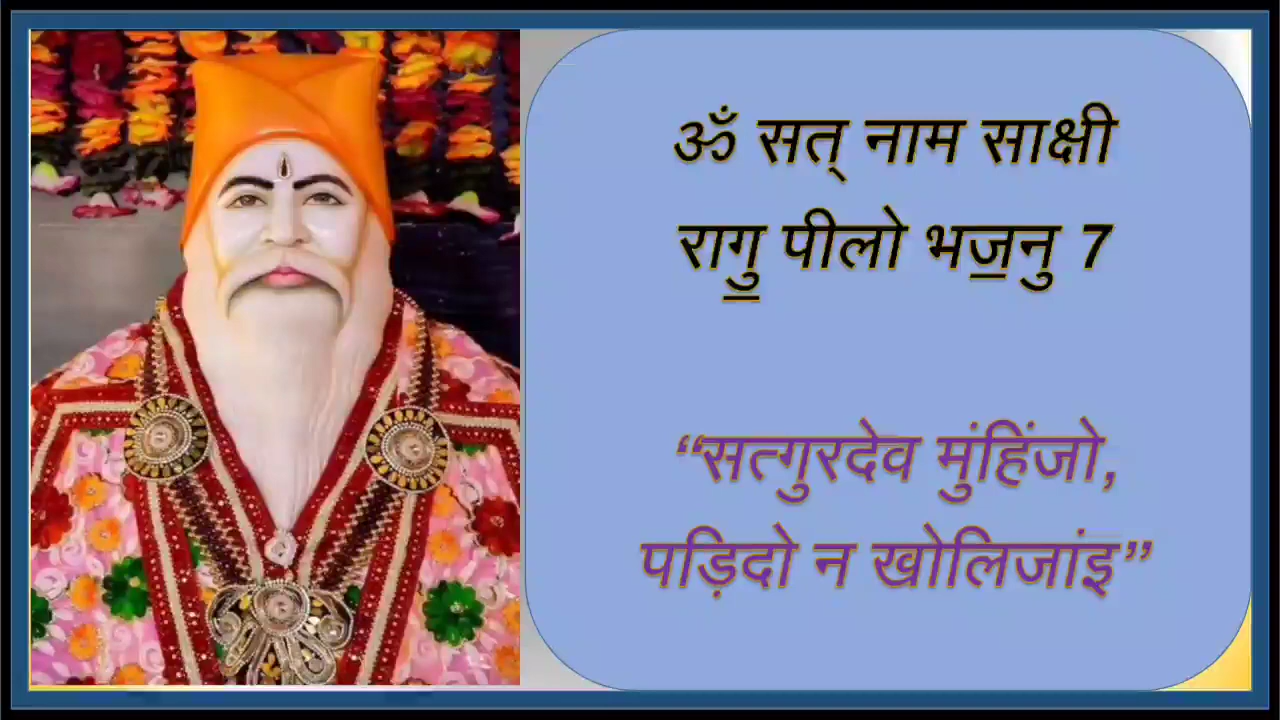 ॐ सत् नाम साक्षी
रागु॒ पीलो भज॒नु 7
“सत्गुरदेव मुंहिंजो,
पड़िदो न खोलिजांइ”